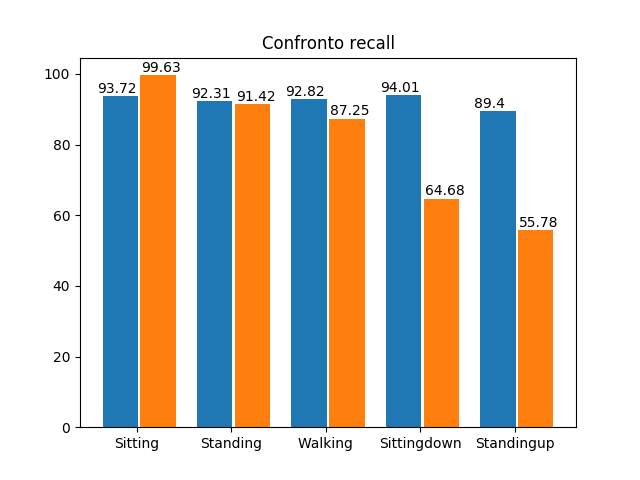 Confronto recall
100
80
60
40
20
0
93.72
99.63
92.31
91.42
92.82
87.25
94.01
64.68
89.4
55.78
Sitting
Standing
Walking
Sittingdown
Standingup